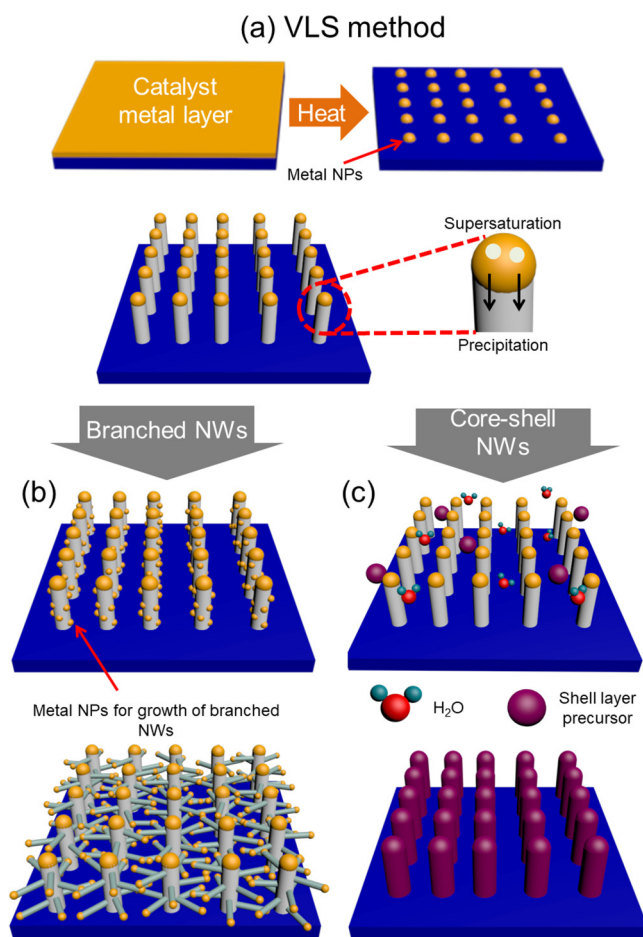 (a) VLS method
Catalyst
metal layer
Heat
Metal NPs
Supersaturation
Precipitation
Branched NWs
Core-shell
NWs
(b)
(c)
Metal NPs for growth of branched
NWs
H₂O
Shell layer
precursor